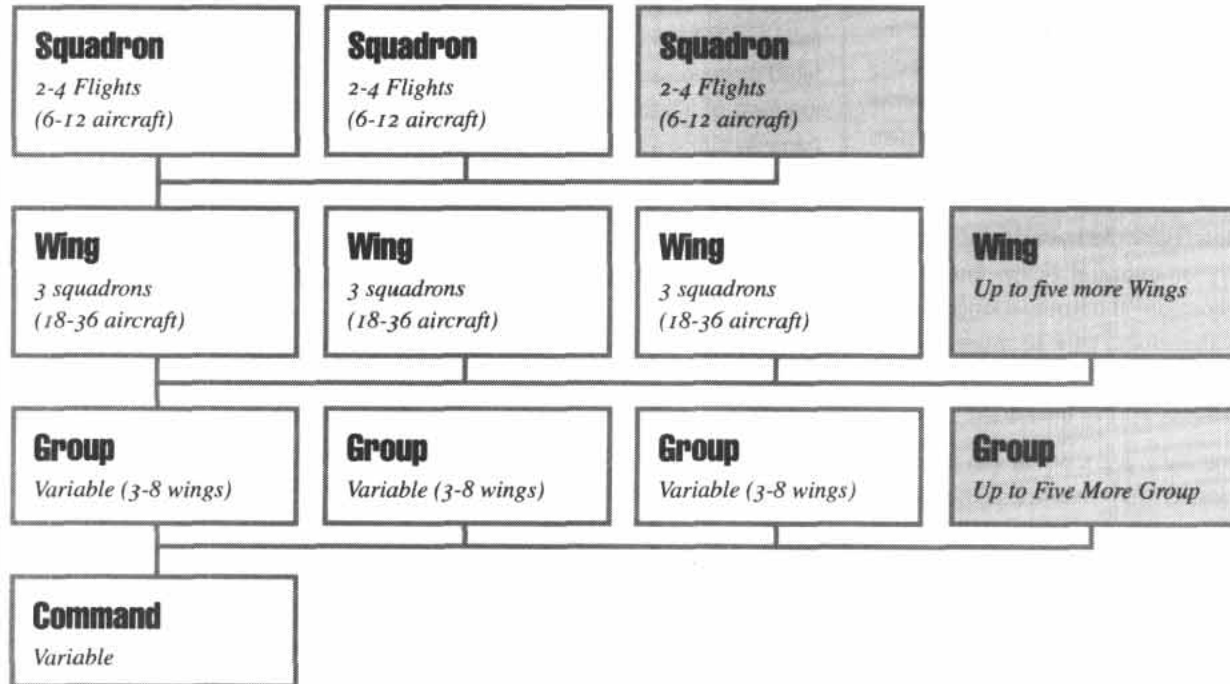 Squadron
2-4 Flights
(6-12 aircraft)
Squadron
2-4 Flights
(6-12 aircraft)
Squadron
2-4 Flights
(6-12 aircraft)
Wing
3 squadrons
(18-36 aircraft)
Wing
3 squadrons
(18-36 aircraft)
Wing
3 squadrons
(18-36 aircraft)
Wing
Up to five more Wings
Group
Variable (3-8 wings)
Group
Variable (3-8 wings)
Group
Variable (3-8 wings)
Group
Up to Five More Group
Command
Variable